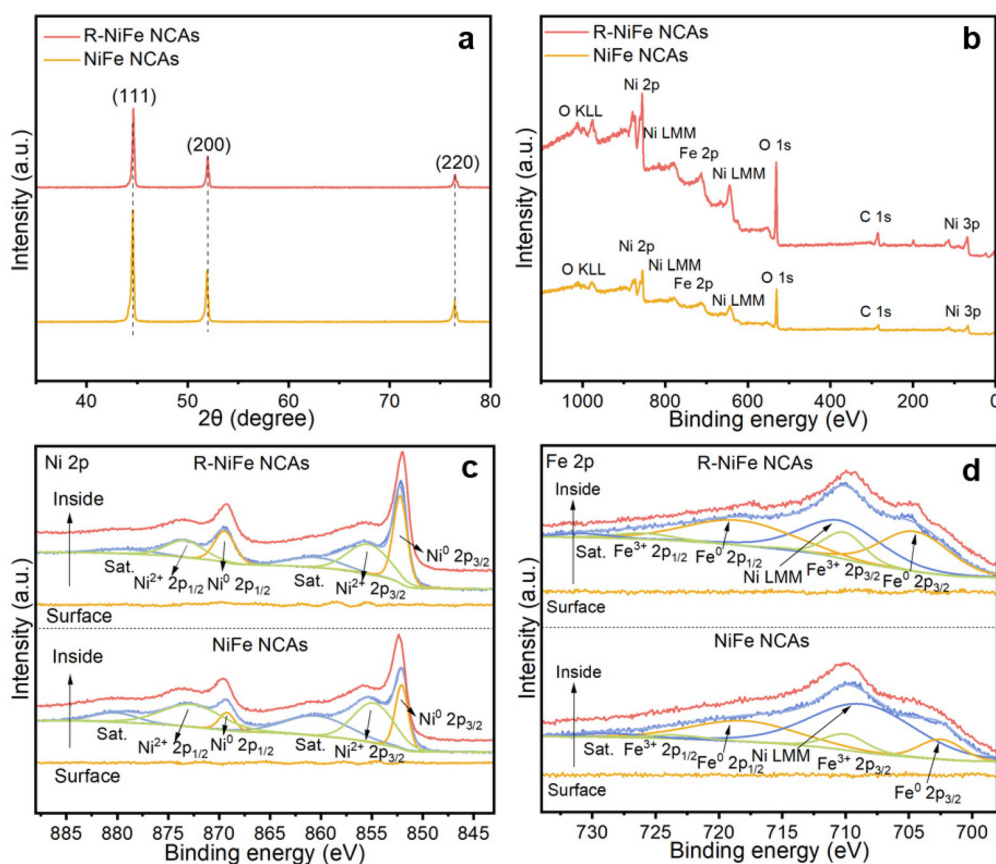 R-NiFe NCAs
NiFe NCAs
a
(111)
(200)
(220)
Intensity (a.u.)
40 50 60 70 80
2θ (degree)
R-NiFe NCAs
NiFe NCAs
b
Ni 2p
O KLL
Ni LMM
Fe 2p
Ni LMM
O 1s
C 1s
Ni 3p
Ni 2p
O KLL
Ni LMM
Fe 2p
Ni LMM
O 1s
C 1s
Ni 3p
Intensity (a.u.)
1000 800 600 400 200 0
Binding energy (eV)
Ni 2p
R-NiFe NCAs
c
Inside
Sat.
Ni²⁺ 2p₁/₂
Ni⁰ 2p₁/₂
Sat.
Ni²⁺ 2p₃/₂
Ni⁰ 2p₃/₂
Surface
NiFe NCAs
Inside
Sat.
Ni²⁺ 2p₁/₂
Ni⁰ 2p₁/₂
Sat.
Ni²⁺ 2p₃/₂
Ni⁰ 2p₃/₂
Surface
Intensity (a.u.)
885 880 875 870 865 860 855 850 845
Binding energy (eV)
Fe 2p
R-NiFe NCAs
d
Inside
Sat.
Fe³⁺ 2p₁/₂
Fe⁰ 2p₁/₂
Ni LMM
Fe³⁺ 2p₃/₂
Fe⁰ 2p₃/₂
Surface
NiFe NCAs
Inside
Sat.
Fe³⁺ 2p₁/₂
Fe⁰ 2p₁/₂
Ni LMM
Fe³⁺ 2p₃/₂
Fe⁰ 2p₃/₂
Surface
Intensity (a.u.)
730 725 720 715 710 705 700
Binding energy (eV)